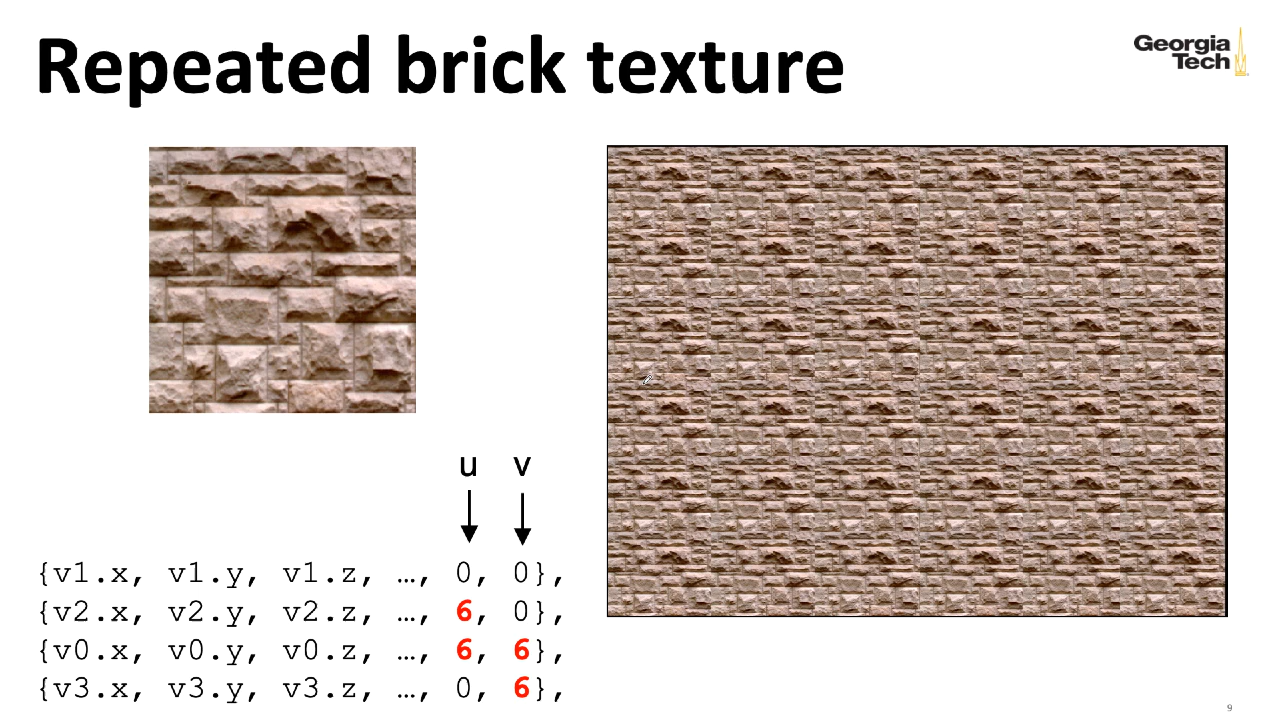 Repeated brick texture
Georgia
Tech
u v
{v1.x, v1.y, v1.z, …, 0, 0},
{v2.x, v2.y, v2.z, …, 6, 0},
{v0.x, v0.y, v0.z, …, 6, 6},
{v3.x, v3.y, v3.z, …, 0, 6},
9